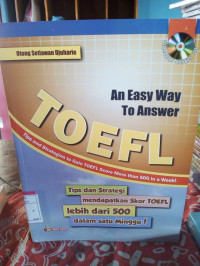 Utong Setiawan Djuharie
An Easy Way
To Answer
TOEFL
Tips and Strategies to Gain TOEFL Score More than 500 in a Week!
Tips dan Strategi
mendapatkan Skor TOEFL
lebih dari 500
dalam satu Minggu!